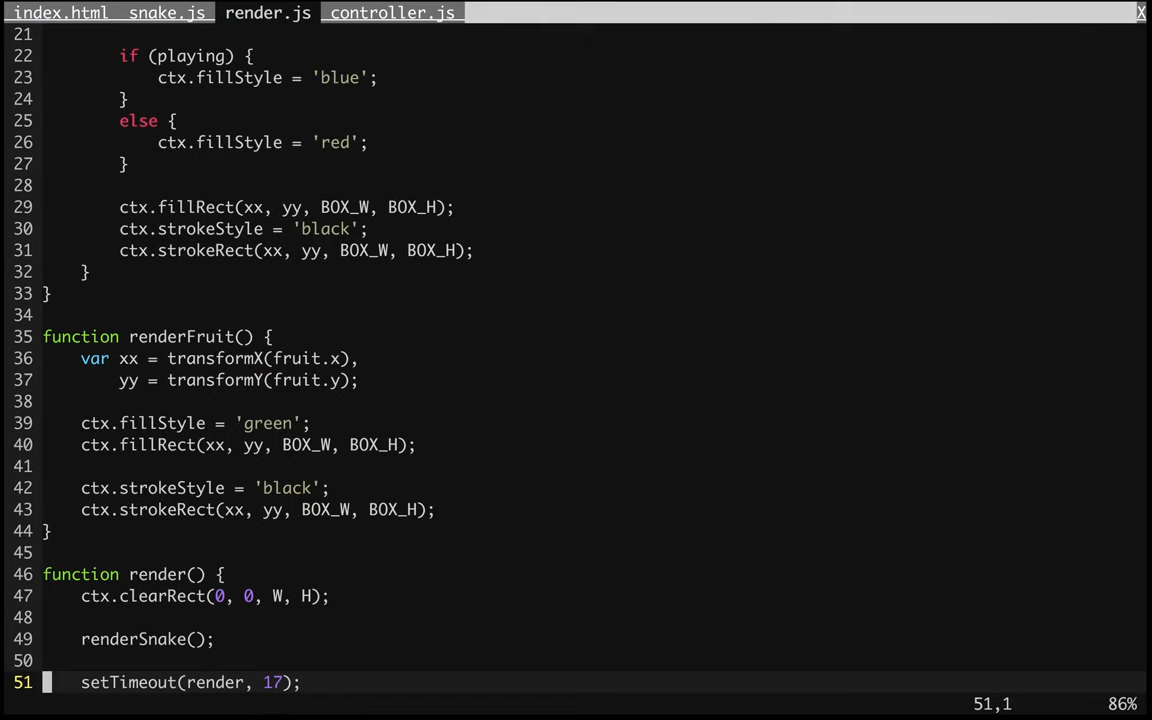 index.html  snake.js  render.js  controller.js  X
21
22          if (playing) {
23              ctx.fillStyle = 'blue';
24          }
25          else {
26              ctx.fillStyle = 'red';
27          }
28
29          ctx.fillRect(xx, yy, BOX_W, BOX_H);
30          ctx.strokeStyle = 'black';
31          ctx.strokeRect(xx, yy, BOX_W, BOX_H);
32      }
33  }
34
35  function renderFruit() {
36      var xx = transformX(fruit.x),
37          yy = transformY(fruit.y);
38
39      ctx.fillStyle = 'green';
40      ctx.fillRect(xx, yy, BOX_W, BOX_H);
41
42      ctx.strokeStyle = 'black';
43      ctx.strokeRect(xx, yy, BOX_W, BOX_H);
44  }
45
46  function render() {
47      ctx.clearRect(0, 0, W, H);
48
49      renderSnake();
50
51      setTimeout(render, 17);
51,1  86%